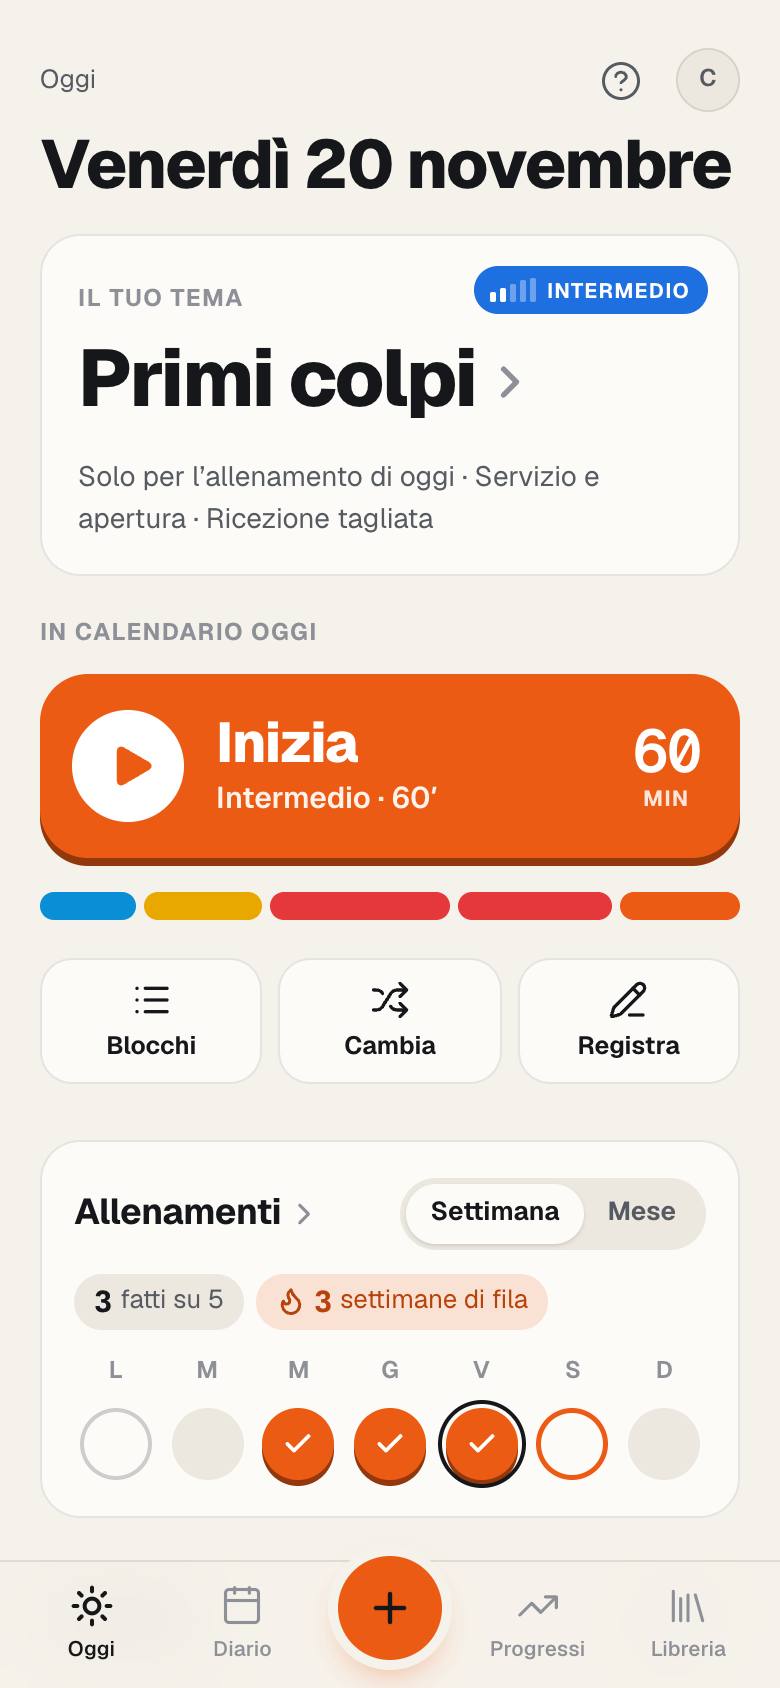 Oggi
C
Venerdì 20 novembre
IL TUO TEMA
INTERMEDIO
Primi colpi
Solo per l’allenamento di oggi · Servizio e
apertura · Ricezione tagliata
IN CALENDARIO OGGI
Inizia
Intermedio · 60′
60
MIN
Blocchi
Cambia
Registra
Allenamenti
Settimana
Mese
3 fatti su 5
3 settimane di fila
L M M G V S D
Oggi
Diario
Progressi
Libreria